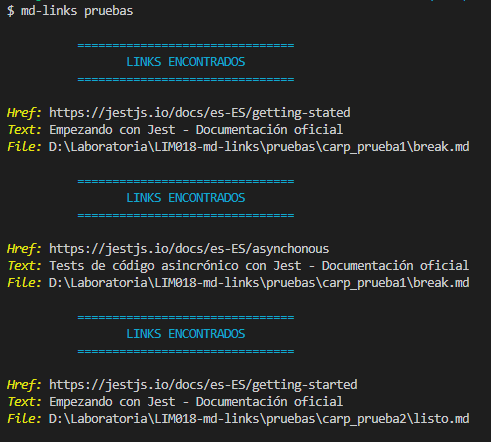 $ md-links pruebas
===============================
LINKS ENCONTRADOS
===============================
Href: https://jestjs.io/docs/es-ES/getting-stated
Text: Empezando con Jest - Documentación oficial
File: D:\Laboratoria\LIM018-md-links\pruebas\carp_prueba1\break.md
===============================
LINKS ENCONTRADOS
===============================
Href: https://jestjs.io/docs/es-ES/asynchonous
Text: Tests de código asincrónico con Jest - Documentación oficial
File: D:\Laboratoria\LIM018-md-links\pruebas\carp_prueba1\break.md
===============================
LINKS ENCONTRADOS
===============================
Href: https://jestjs.io/docs/es-ES/getting-started
Text: Empezando con Jest - Documentación oficial
File: D:\Laboratoria\LIM018-md-links\pruebas\carp_prueba2\listo.md